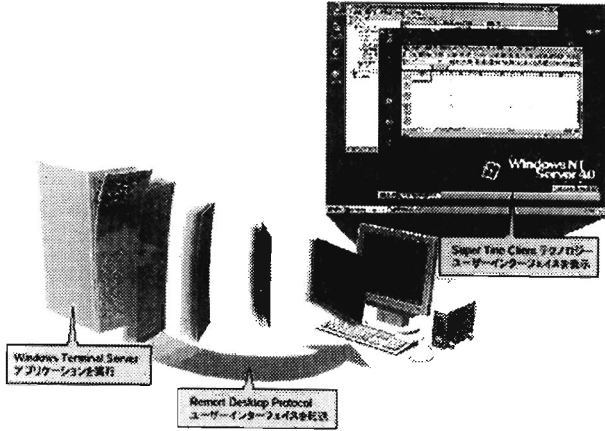 Windows NT
Server 4.0
Super Tine Client テクノロジー
ユーザーインターフェイスを表示
Windows Terminal Server
アプリケーションを実行
Remort Desktop Protocol
ユーザーインターフェイスを転送